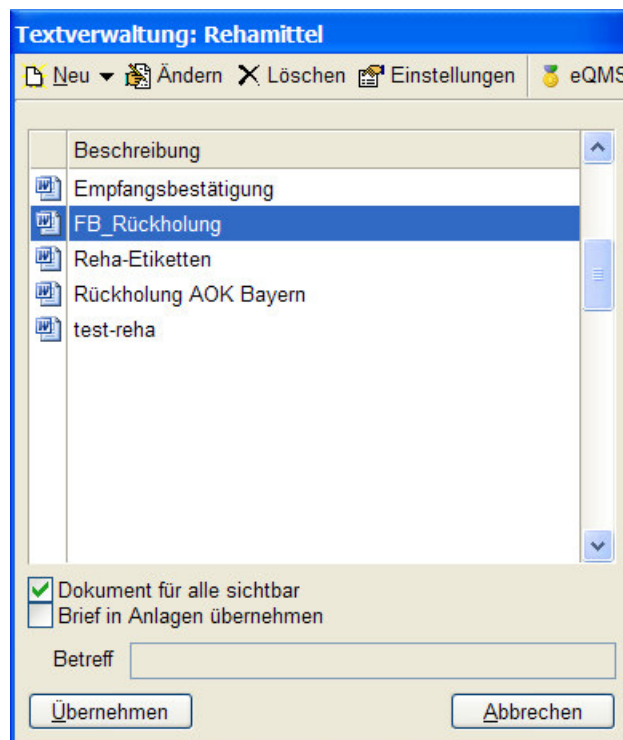 Textverwaltung: Rehamittel
Neu Ändern Löschen Einstellungen eQMS
Beschreibung
Empfangsbestätigung
FB_Rückholung
Reha-Etiketten
Rückholung AOK Bayern
test-reha
Dokument für alle sichtbar
Brief in Anlagen übernehmen
Betreff
Übernehmen Abbrechen